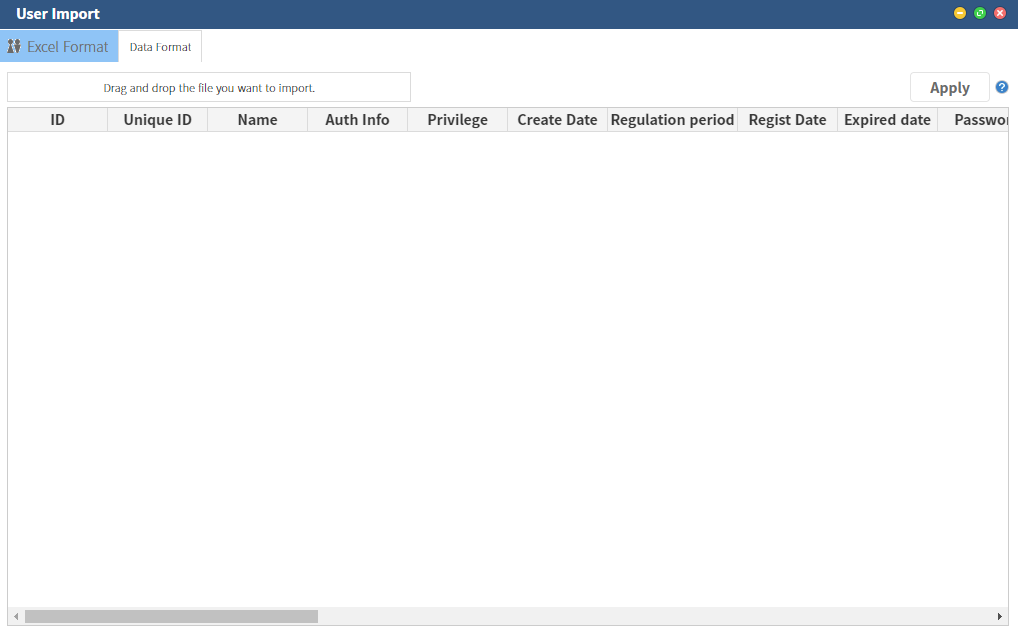 User Import
Excel Format
Data Format
Drag and drop the file you want to import.
Apply
?
ID Unique ID Name Auth Info Privilege Create Date Regulation period Regist Date Expired date Passwor